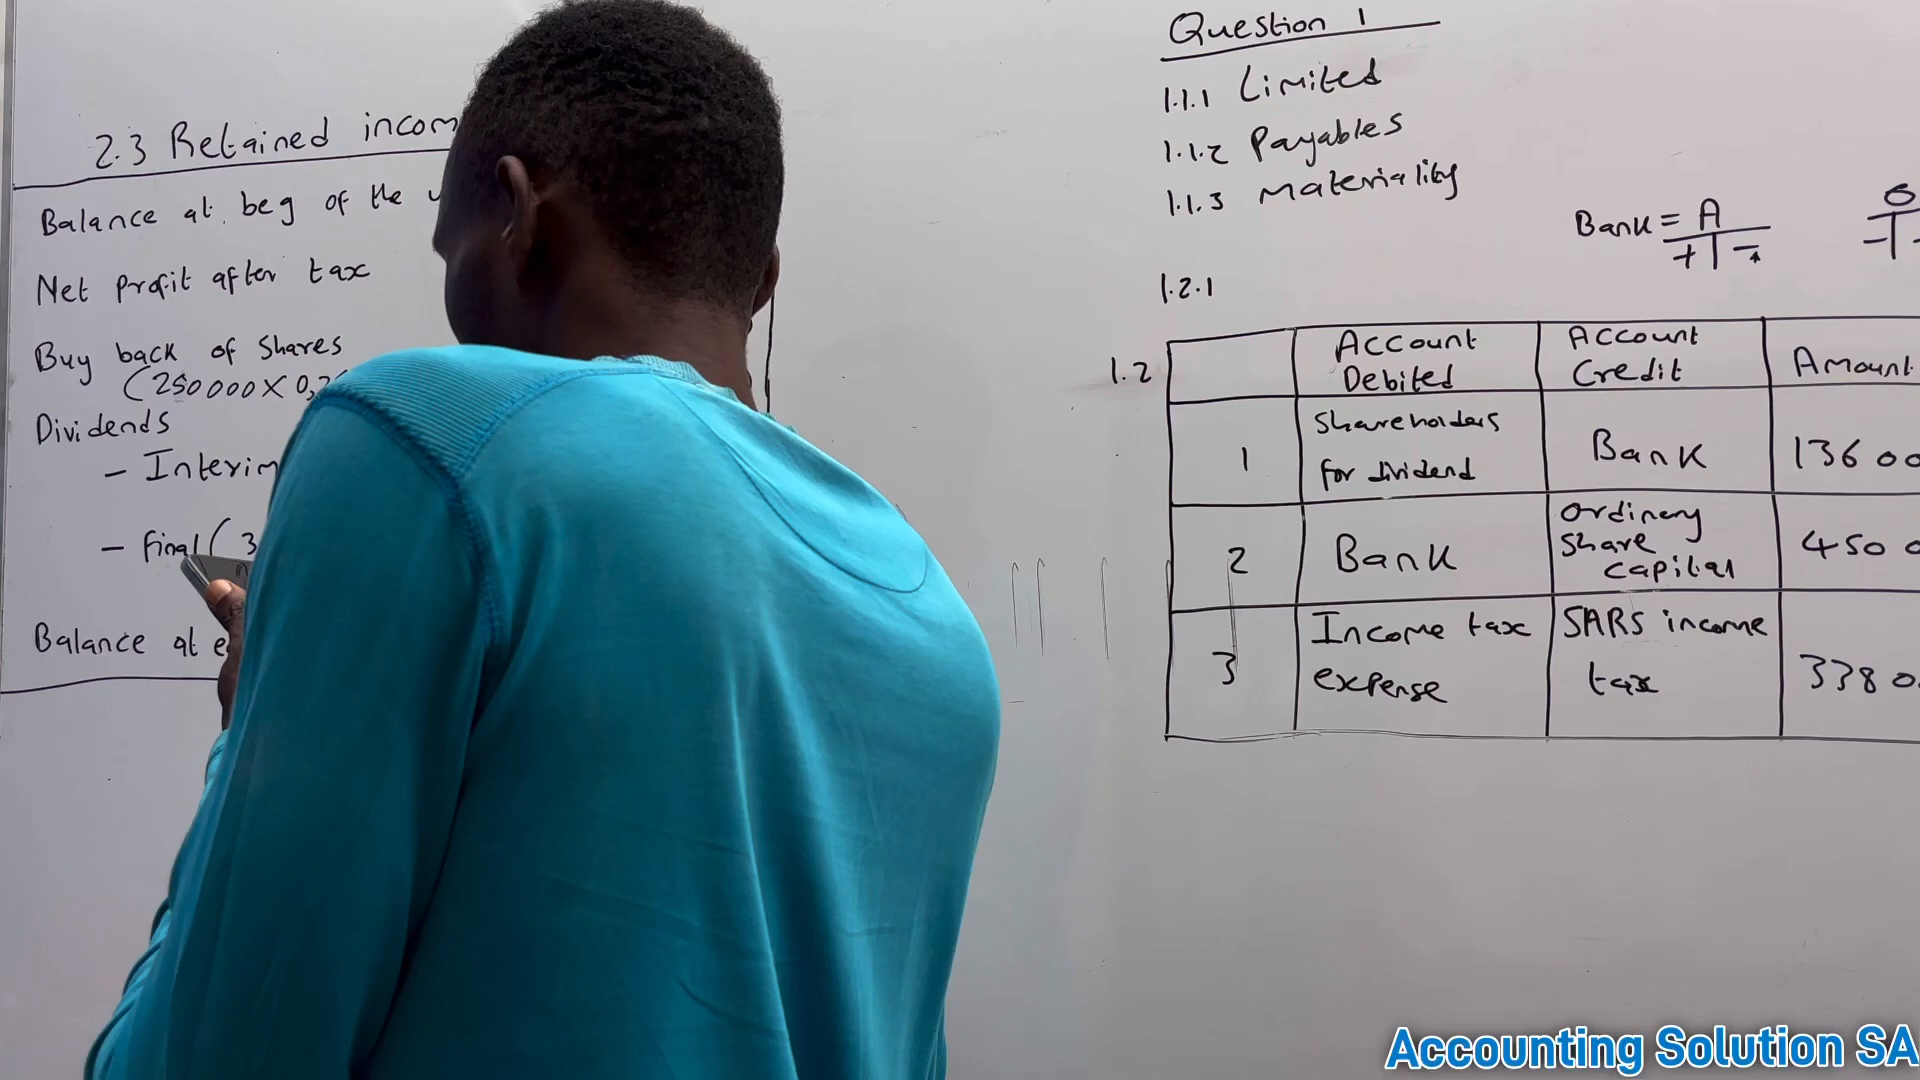 2.3 Retained incom
Balance at beg of the
Net Profit after tax
Buy back of Shares
(250000 X 0,
Dividends
- Interim
- final ( 3
Balance at e
Question 1
1.1.1 Limited
1.1.2 Payables
1.1.3 Materiality
Bank = A
+ -
1.2.1
1.2
Account Debited
Account Credit
Amount
1
Shareholders for dividend
Bank
136 00
2
Bank
Ordinary share capital
450 0
3
Income tax expense
SARS income tax
338 0
Accounting Solution SA